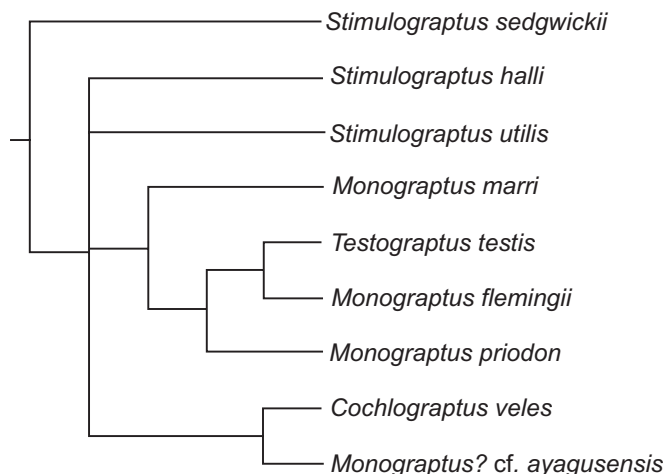 Stimulograptus sedgwickii
Stimulograptus halli
Stimulograptus utilis
Monograptus marri
Testograptus testis
Monograptus flemingii
Monograptus priodon
Cochlograptus veles
Monograptus? cf. ayagusensis